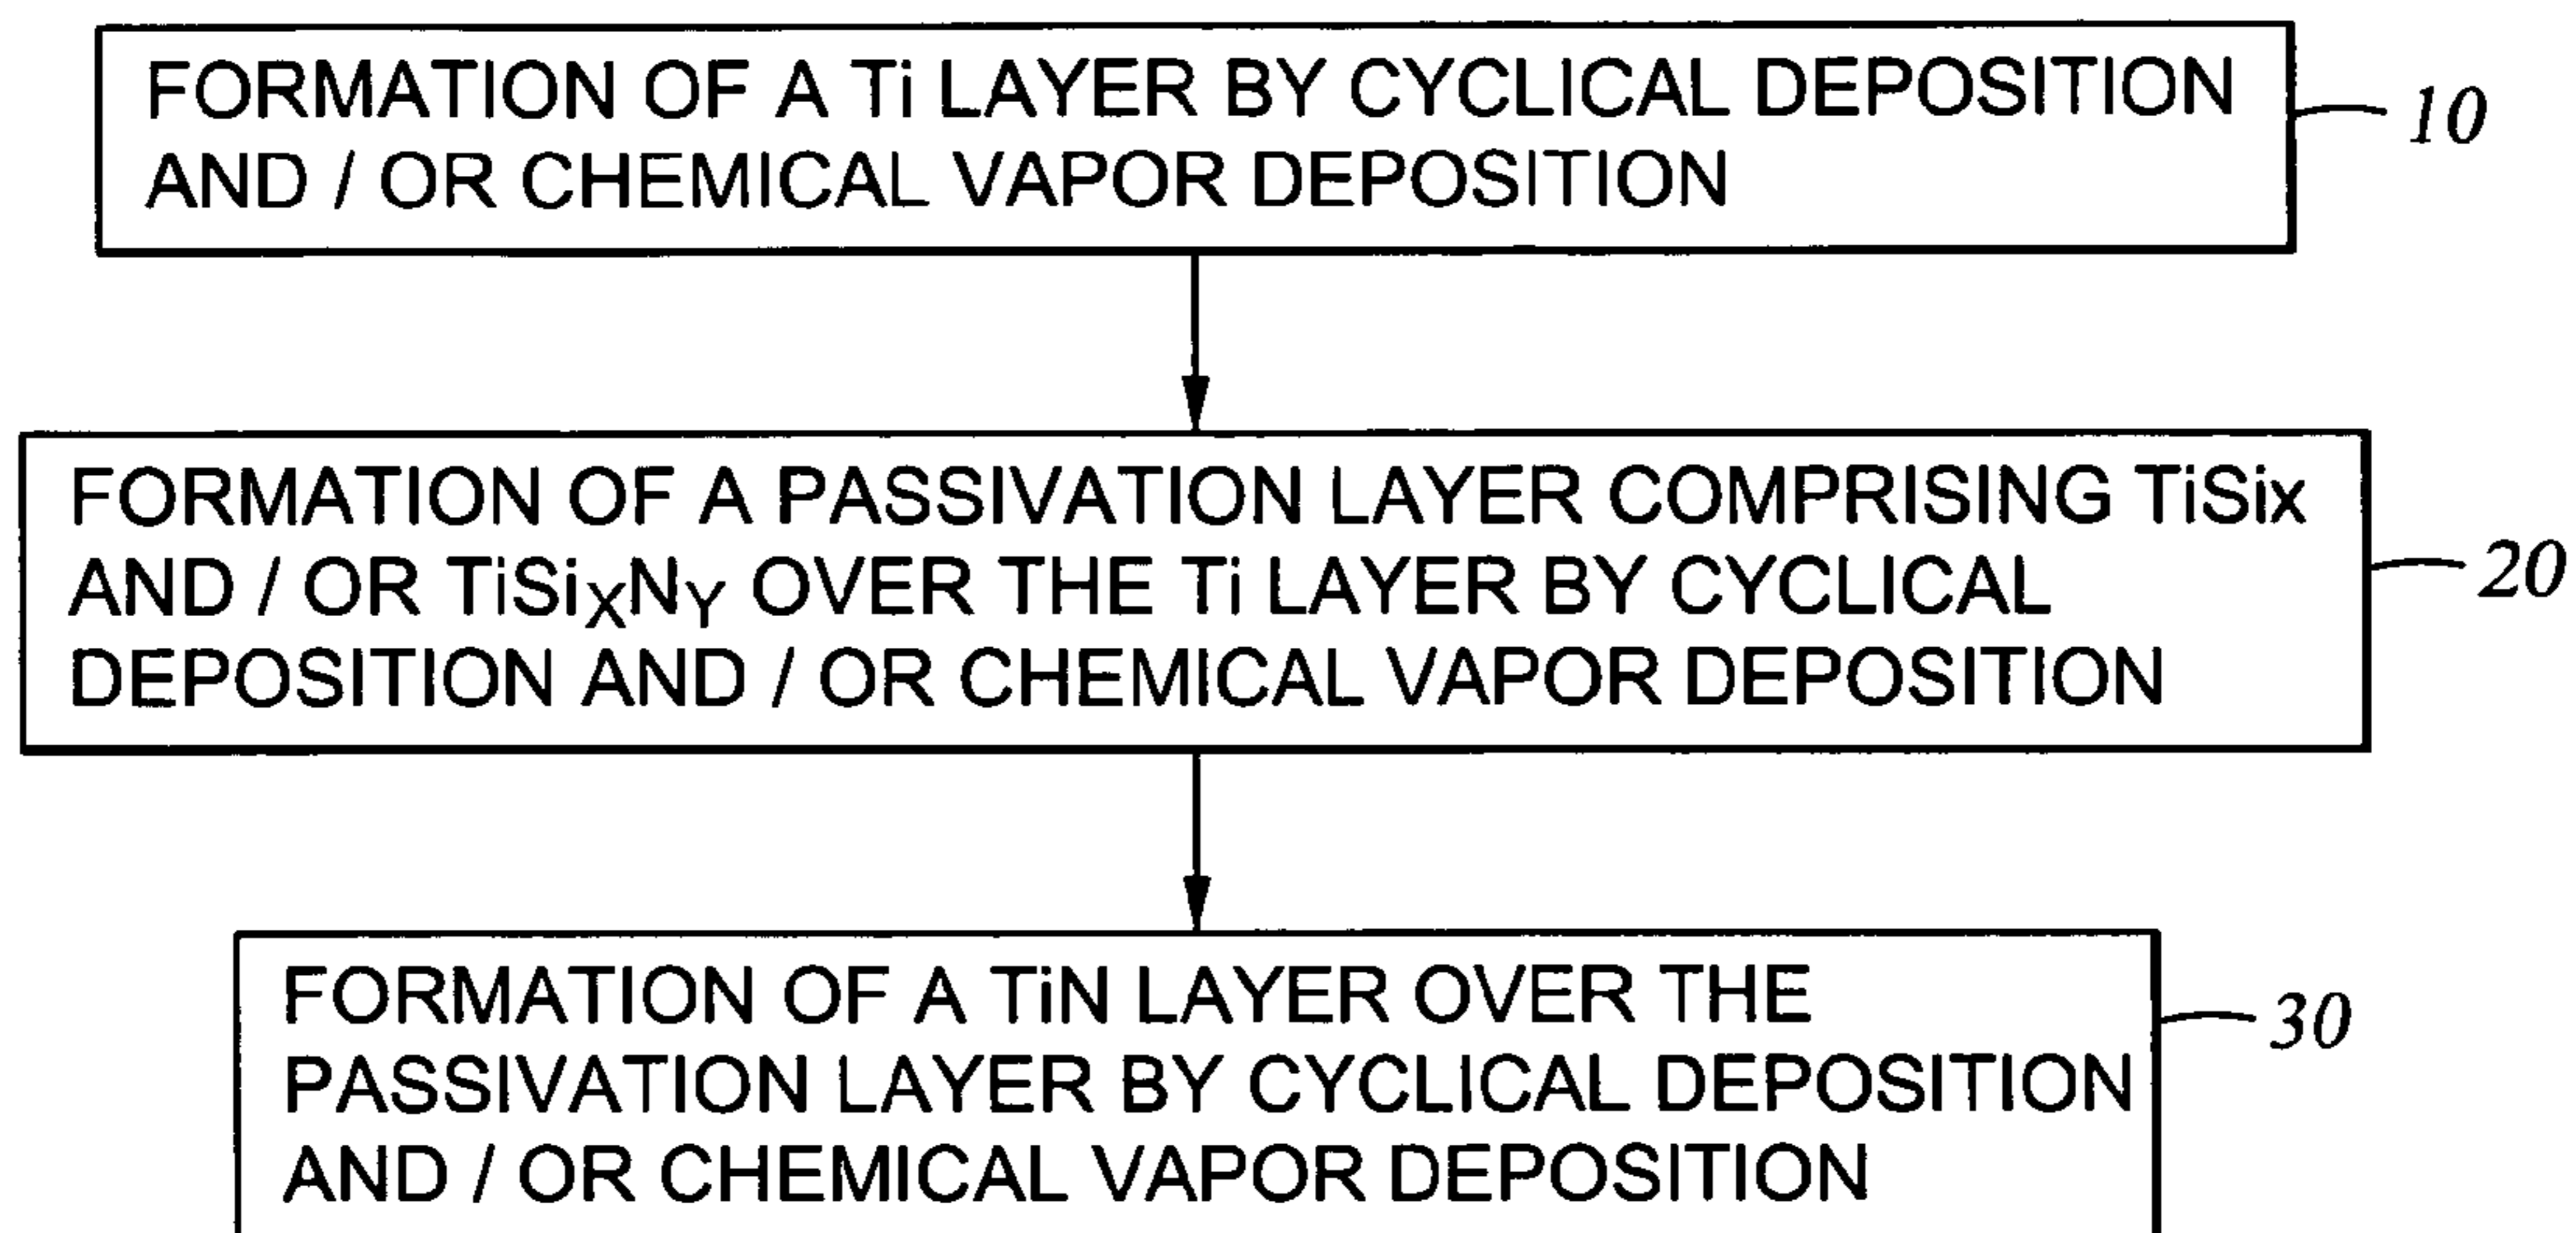 FORMATION OF A Ti LAYER BY CYCLICAL DEPOSITION
AND / OR CHEMICAL VAPOR DEPOSITION
10
FORMATION OF A PASSIVATION LAYER COMPRISING TiSix
AND / OR TiSiXNY OVER THE Ti LAYER BY CYCLICAL
DEPOSITION AND / OR CHEMICAL VAPOR DEPOSITION
20
FORMATION OF A TiN LAYER OVER THE
PASSIVATION LAYER BY CYCLICAL DEPOSITION
AND / OR CHEMICAL VAPOR DEPOSITION
30